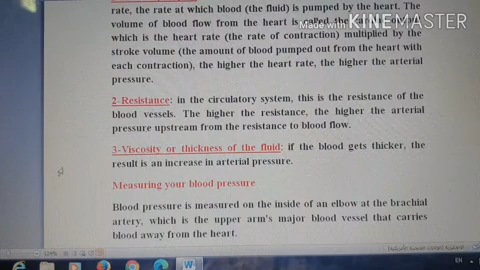 rate, the rate at which blood (the fluid) is pumped by the heart. The
volume of blood flow from the heart is called the
Made with KINEMASTER
which is the heart rate (the rate of contraction) multiplied by the
stroke volume (the amount of blood pumped out from the heart with
each contraction), the higher the heart rate, the higher the arterial
pressure.
2-Resistance: in the circulatory system, this is the resistance of the
blood vessels. The higher the resistance, the higher the arterial
pressure upstream from the resistance to blood flow.
3-Viscosity or thickness of the fluid: if the blood gets thicker, the
result is an increase in arterial pressure.
Measuring your blood pressure
Blood pressure is measured on the inside of an elbow at the brachial
artery, which is the upper arm's major blood vessel that carries
blood away from the heart.
EN